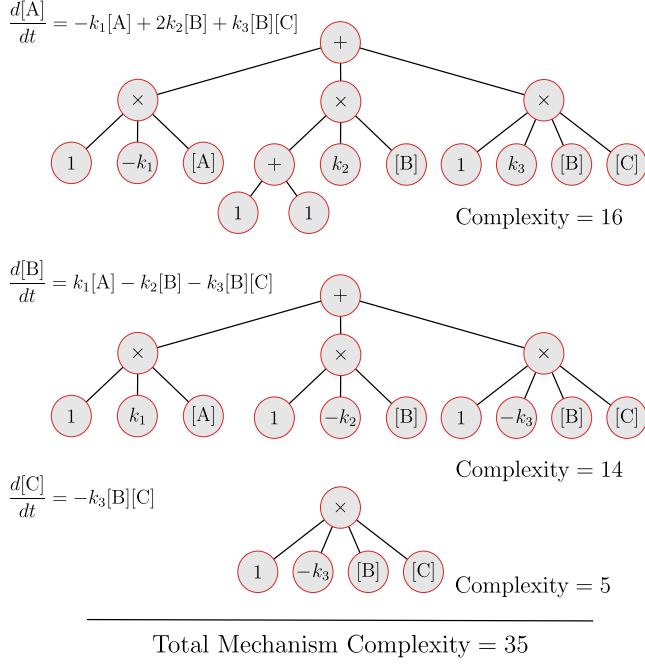 d[A]/dt = −k₁[A] + 2k₂[B] + k₃[B][C]
+
× × ×
1 −k₁ [A] + k₂ [B] 1 k₃ [B] [C]
1 1
Complexity = 16
d[B]/dt = k₁[A] − k₂[B] − k₃[B][C]
+
× × ×
1 k₁ [A] 1 −k₂ [B] 1 −k₃ [B] [C]
Complexity = 14
d[C]/dt = −k₃[B][C]
×
1 −k₃ [B] [C]
Complexity = 5
Total Mechanism Complexity = 35